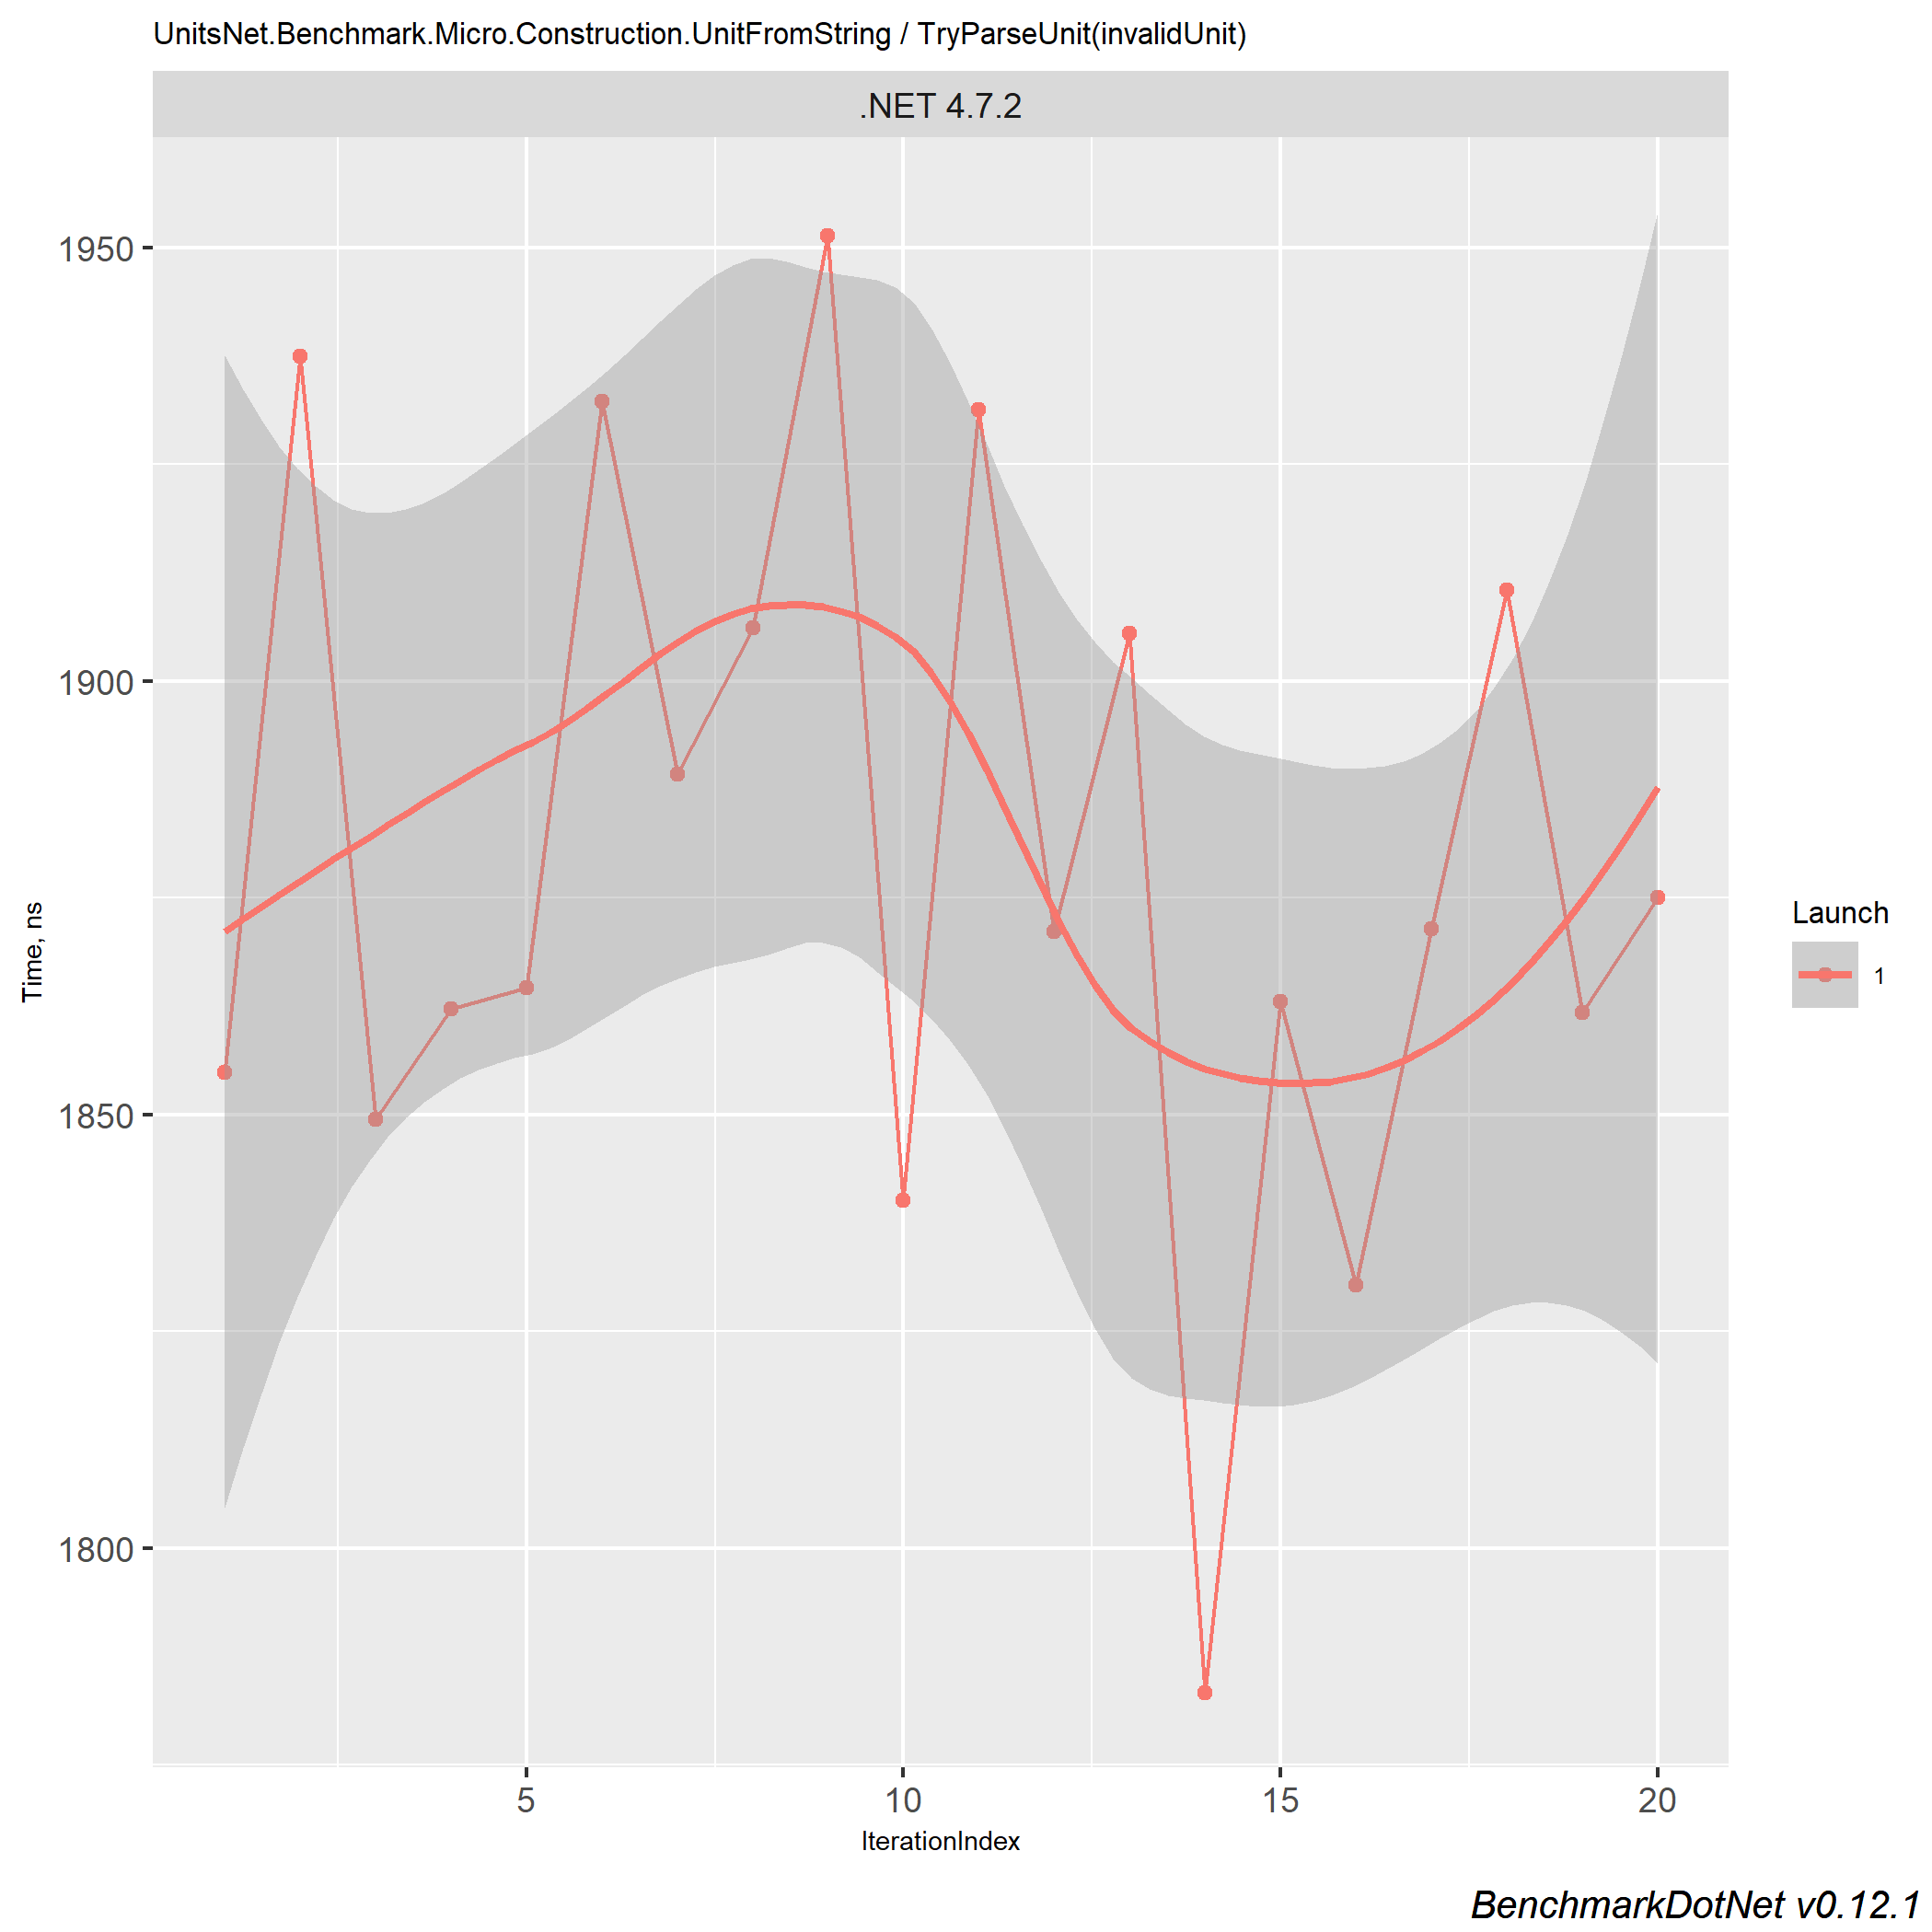 UnitsNet.Benchmark.Micro.Construction.UnitFromString / TryParseUnit(invalidUnit)
.NET 4.7.2
1950
1900
1850
1800
Time, ns
5 10 15 20
IterationIndex
Launch
1
BenchmarkDotNet v0.12.1